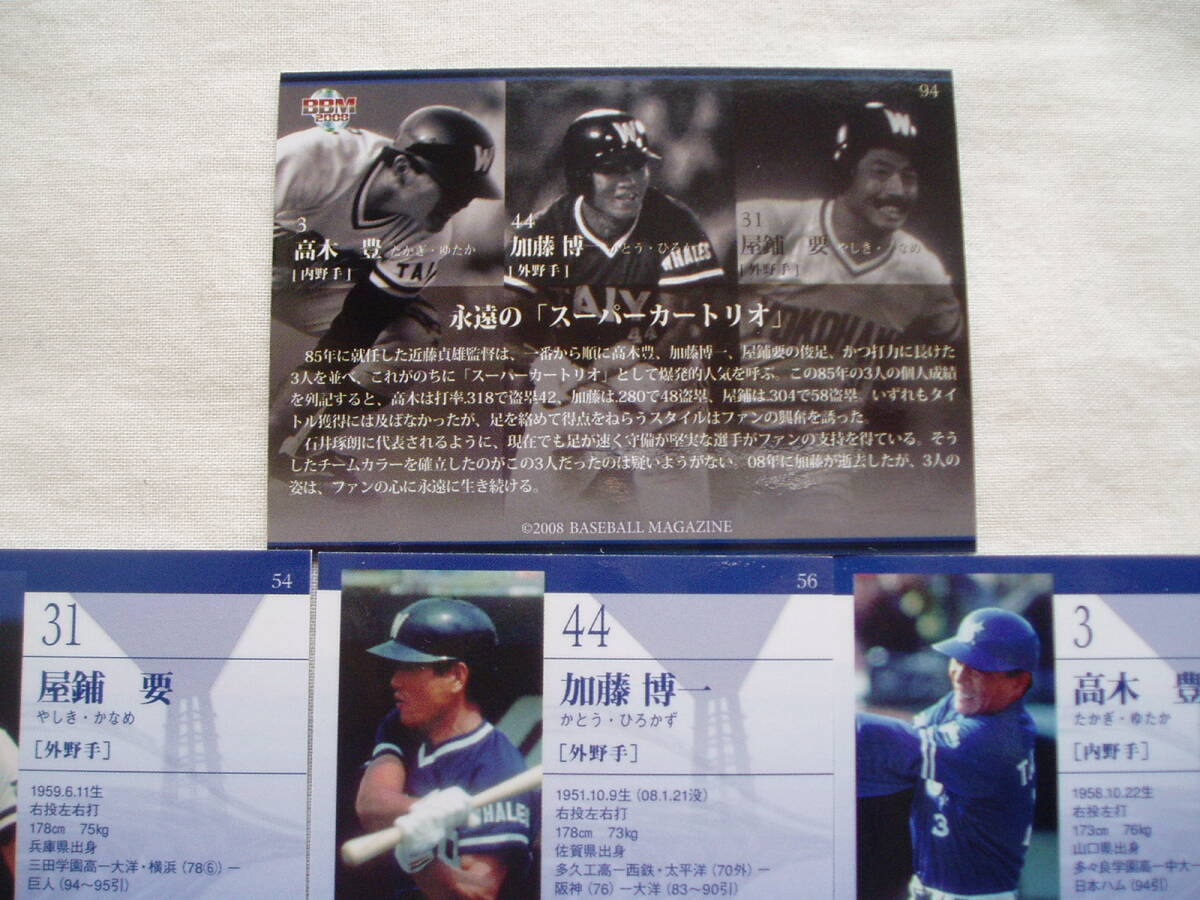 BBM
2008
94
3
高木 豊 たかぎ・ゆたか
[内野手]
44
加藤 博一 かとう・ひろかず
[外野手]
31
屋鋪 要 やしき・かなめ
[外野手]
W
W
W
TAI
WHALES
TAIY
44
YOKOHAMA
永遠の「スーパーカートリオ」
85年に就任した近藤貞雄監督は、一番から順に高木豊、加藤博一、屋鋪要の俊足、かつ打力に長けた
3人を並べ、これがのちに「スーパーカートリオ」として爆発的人気を呼ぶ。この85年の3人の個人成績
を列記すると、高木は打率.318で盗塁42、加藤は.280で48盗塁、屋鋪は.304で58盗塁。いずれもタイ
トル獲得には及ばなかったが、足を絡めて得点をねらうスタイルはファンの興奮を誘った。
石井琢朗に代表されるように、現在でも足が速く守備が堅実な選手がファンの支持を得ている。そう
したチームカラーを確立したのがこの3人だったのは疑いようがない。08年に加藤が逝去したが、3人の
姿は、ファンの心に永遠に生き続ける。
©2008 BASEBALL MAGAZINE
54
31
屋鋪 要
やしき・かなめ
[外野手]
1959.6.11生
右投左右打
178cm 75kg
兵庫県出身
三田学園高―大洋・横浜(78⑥)―
巨人(94〜95引)
56
W
WHALES
44
加藤 博一
かとう・ひろかず
[外野手]
1951.10.9生(08.1.21没)
右投左右打
178cm 73kg
佐賀県出身
多久工高―西鉄・太平洋(70外)―
阪神(76)―大洋(83〜90引)
3
3
高木 豊
たかぎ・ゆたか
[内野手]
1958.10.22生
右投左打
173cm 76kg
山口県出身
多々良学園高―中大―
日本ハム(94引)